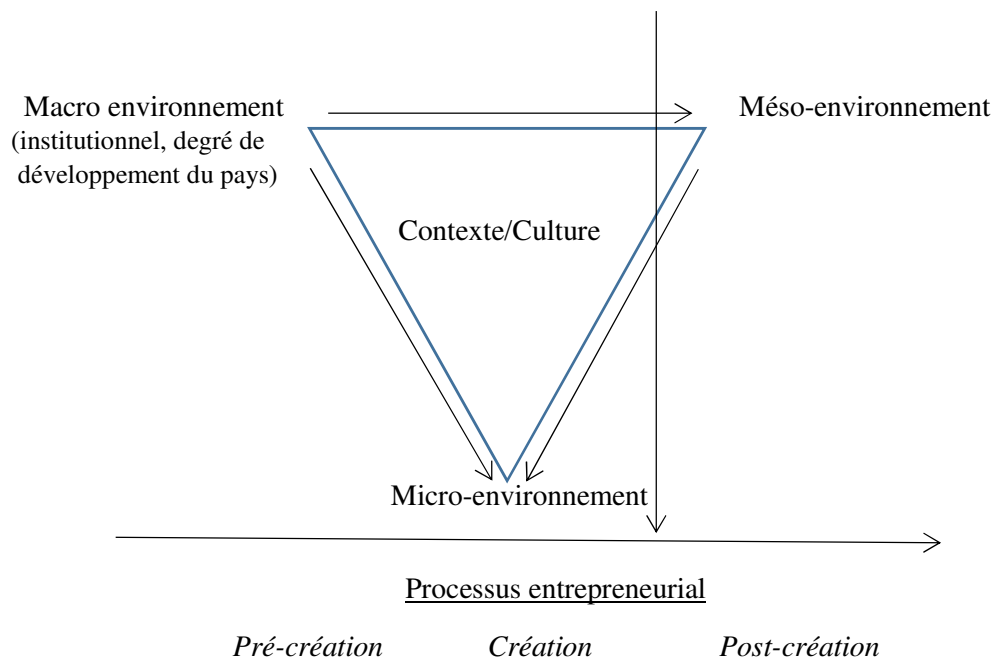 Macro environnement
(institutionnel, degré de
développement du pays)
Méso-environnement
Contexte/Culture
Micro-environnement
Processus entrepreneurial
Pré-création
Création
Post-création